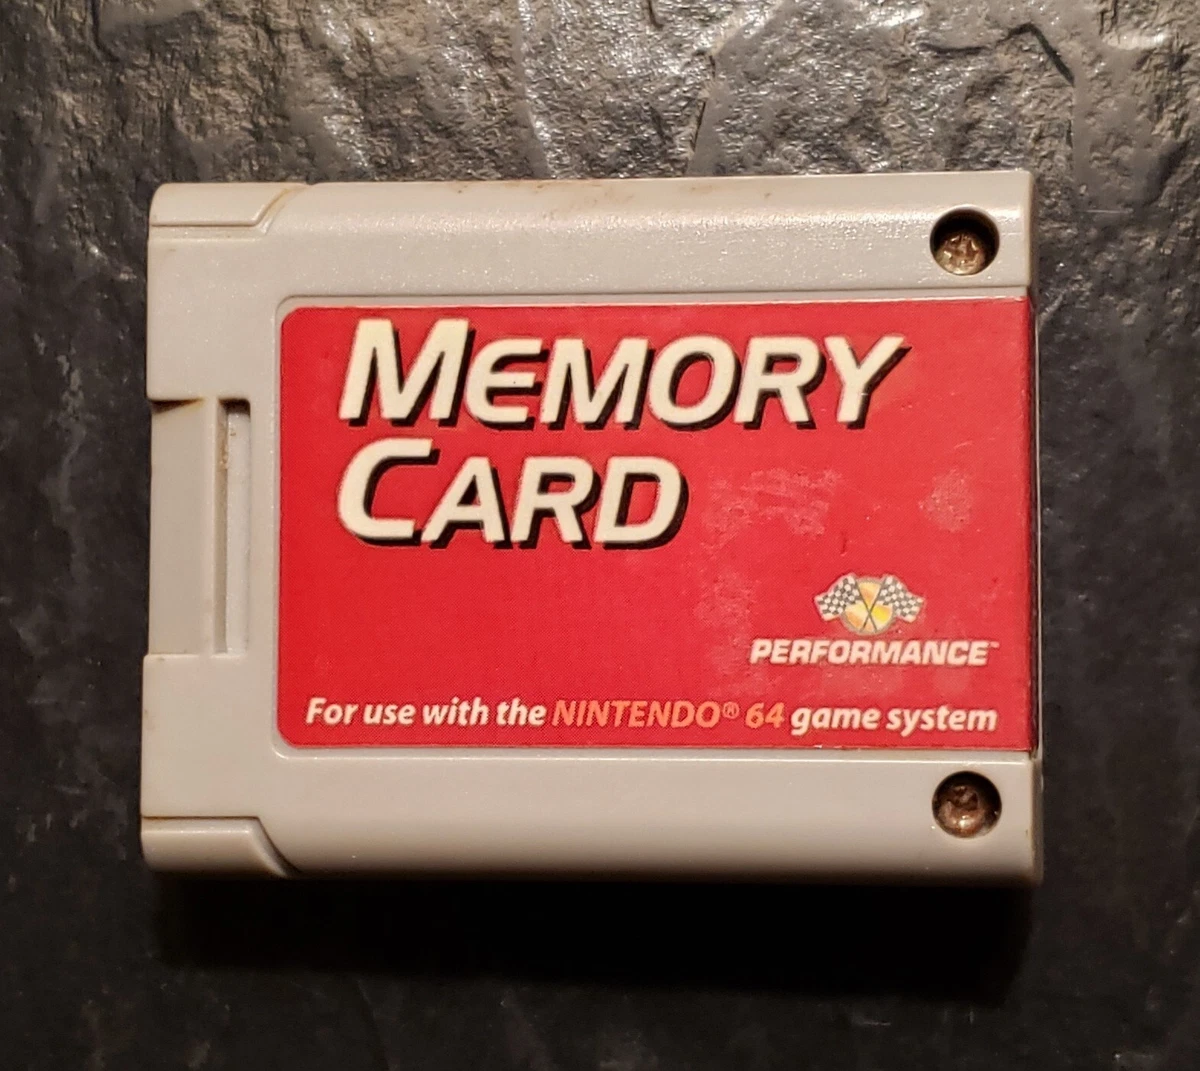 MEMORY
CARD
PERFORMANCE™
For use with the NINTENDO® 64 game system